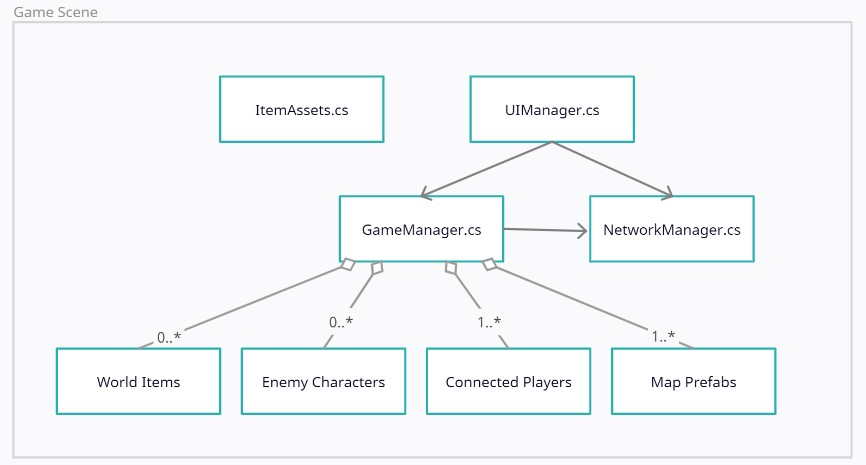 Game Scene
ItemAssets.cs
UIManager.cs
GameManager.cs
NetworkManager.cs
0..*
0..*
1..*
1..*
World Items
Enemy Characters
Connected Players
Map Prefabs